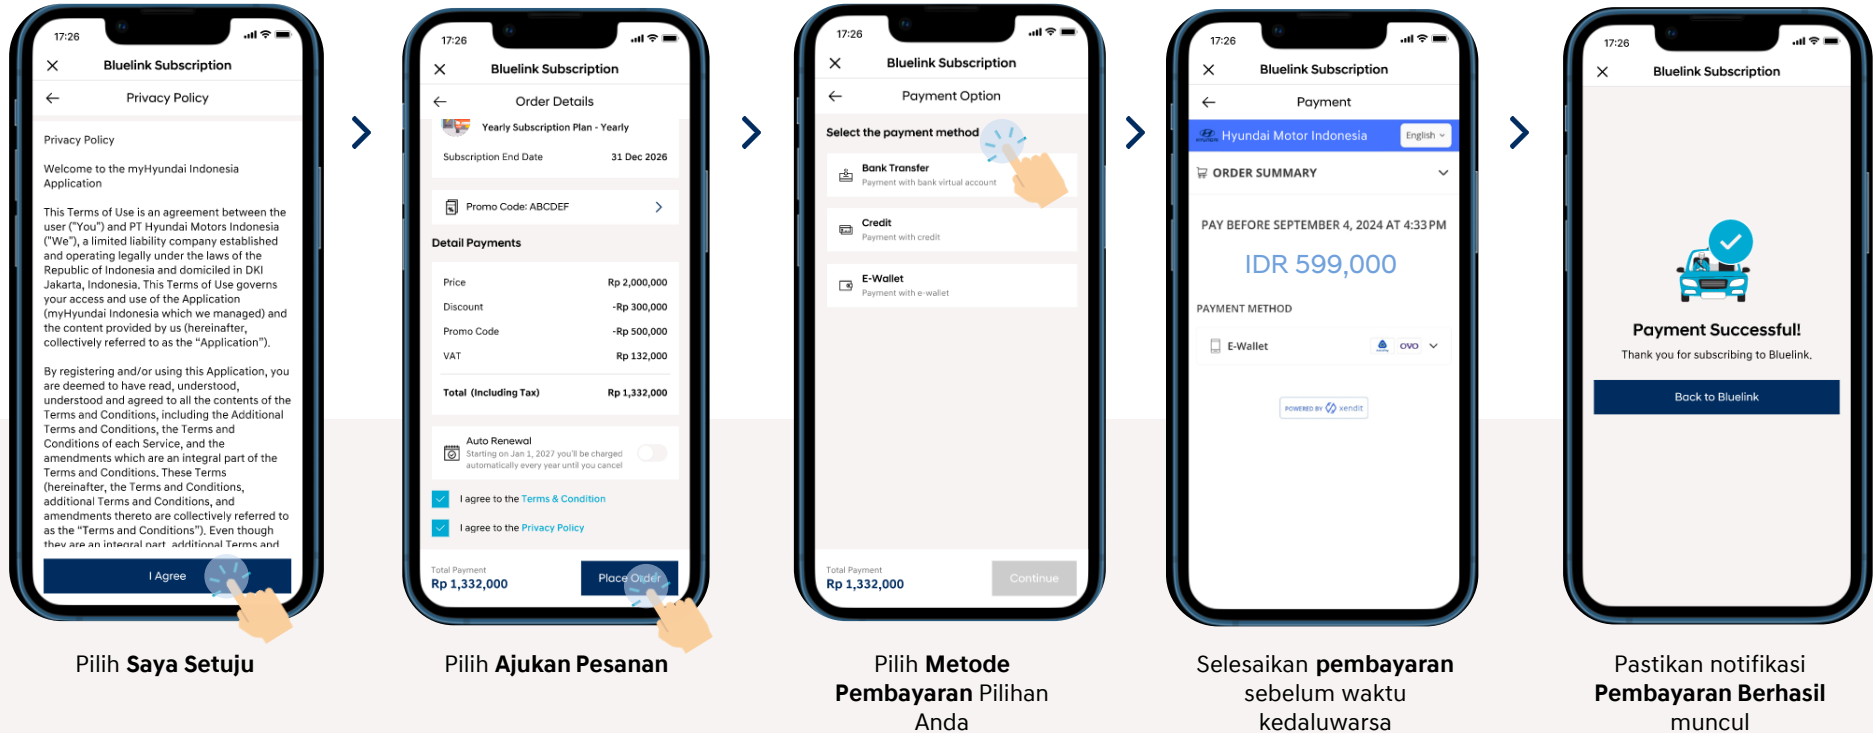 17:26
Bluelink Subscription
Privacy Policy
Privacy Policy
Welcome to the myHyundai Indonesia
Application
This Terms of Use is an agreement between the
user ("You") and PT Hyundai Motors Indonesia
("We"), a limited liability company established
and operating legally under the laws of the
Republic of Indonesia and domiciled in DKI
Jakarta, Indonesia. This Terms of Use governs
your access and use of the Application
(myHyundai Indonesia which we managed) and
the content provided by us (hereinafter,
collectively referred to as the “Application”).
By registering and/or using this Application, you
are deemed to have read, understood,
understood and agreed to all the contents of the
Terms and Conditions, including the Additional
Terms and Conditions, the Terms and
Conditions of each Service, and the
amendments which are an integral part of the
Terms and Conditions. These Terms
(hereinafter, the Terms and Conditions,
additional Terms and Conditions, and
amendments thereto are collectively referred to
as the “Terms and Conditions”). Even though
they are an integral part, additional Terms and
I Agree
Pilih Saya Setuju
17:26
Bluelink Subscription
Order Details
Yearly Subscription Plan - Yearly
Subscription End Date 31 Dec 2026
Promo Code: ABCDEF
Detail Payments
Price Rp 2,000,000
Discount -Rp 300,000
Promo Code -Rp 500,000
VAT Rp 132,000
Total (Including Tax) Rp 1,332,000
Auto Renewal
Starting on Jan 1, 2027 you'll be charged
automatically every year until you cancel
I agree to the Terms & Condition
I agree to the Privacy Policy
Total Payment
Rp 1,332,000
Place Order
Pilih Ajukan Pesanan
17:26
Bluelink Subscription
Payment Option
Select the payment method
Bank Transfer
Payment with bank virtual account
Credit
Payment with credit
E-Wallet
Payment with e-wallet
Total Payment
Rp 1,332,000
Continue
Pilih Metode
Pembayaran Pilihan
Anda
17:26
Bluelink Subscription
Payment
Hyundai Motor Indonesia
English
ORDER SUMMARY
PAY BEFORE SEPTEMBER 4, 2024 AT 4:33 PM
IDR 599,000
PAYMENT METHOD
E-Wallet
OVO
POWERED BY xendit
Selesaikan pembayaran
sebelum waktu
kedaluwarsa
17:26
Bluelink Subscription
Payment Successful!
Thank you for subscribing to Bluelink.
Back to Bluelink
Pastikan notifikasi
Pembayaran Berhasil
muncul